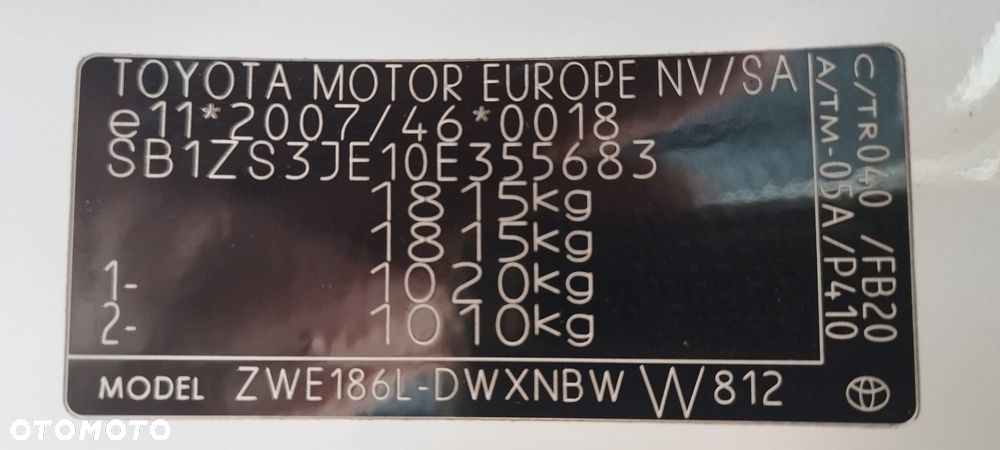 TOYOTA MOTOR EUROPE NV/SA
e11*2007/46*0018
SB1ZS3JE10E355683
1815kg
1815kg
1- 1020kg
2- 1010kg
C/TR040 /FB20
A/TM-05A/P410
MODEL ZWE186L-DWXNBW W812
OTOMOTO